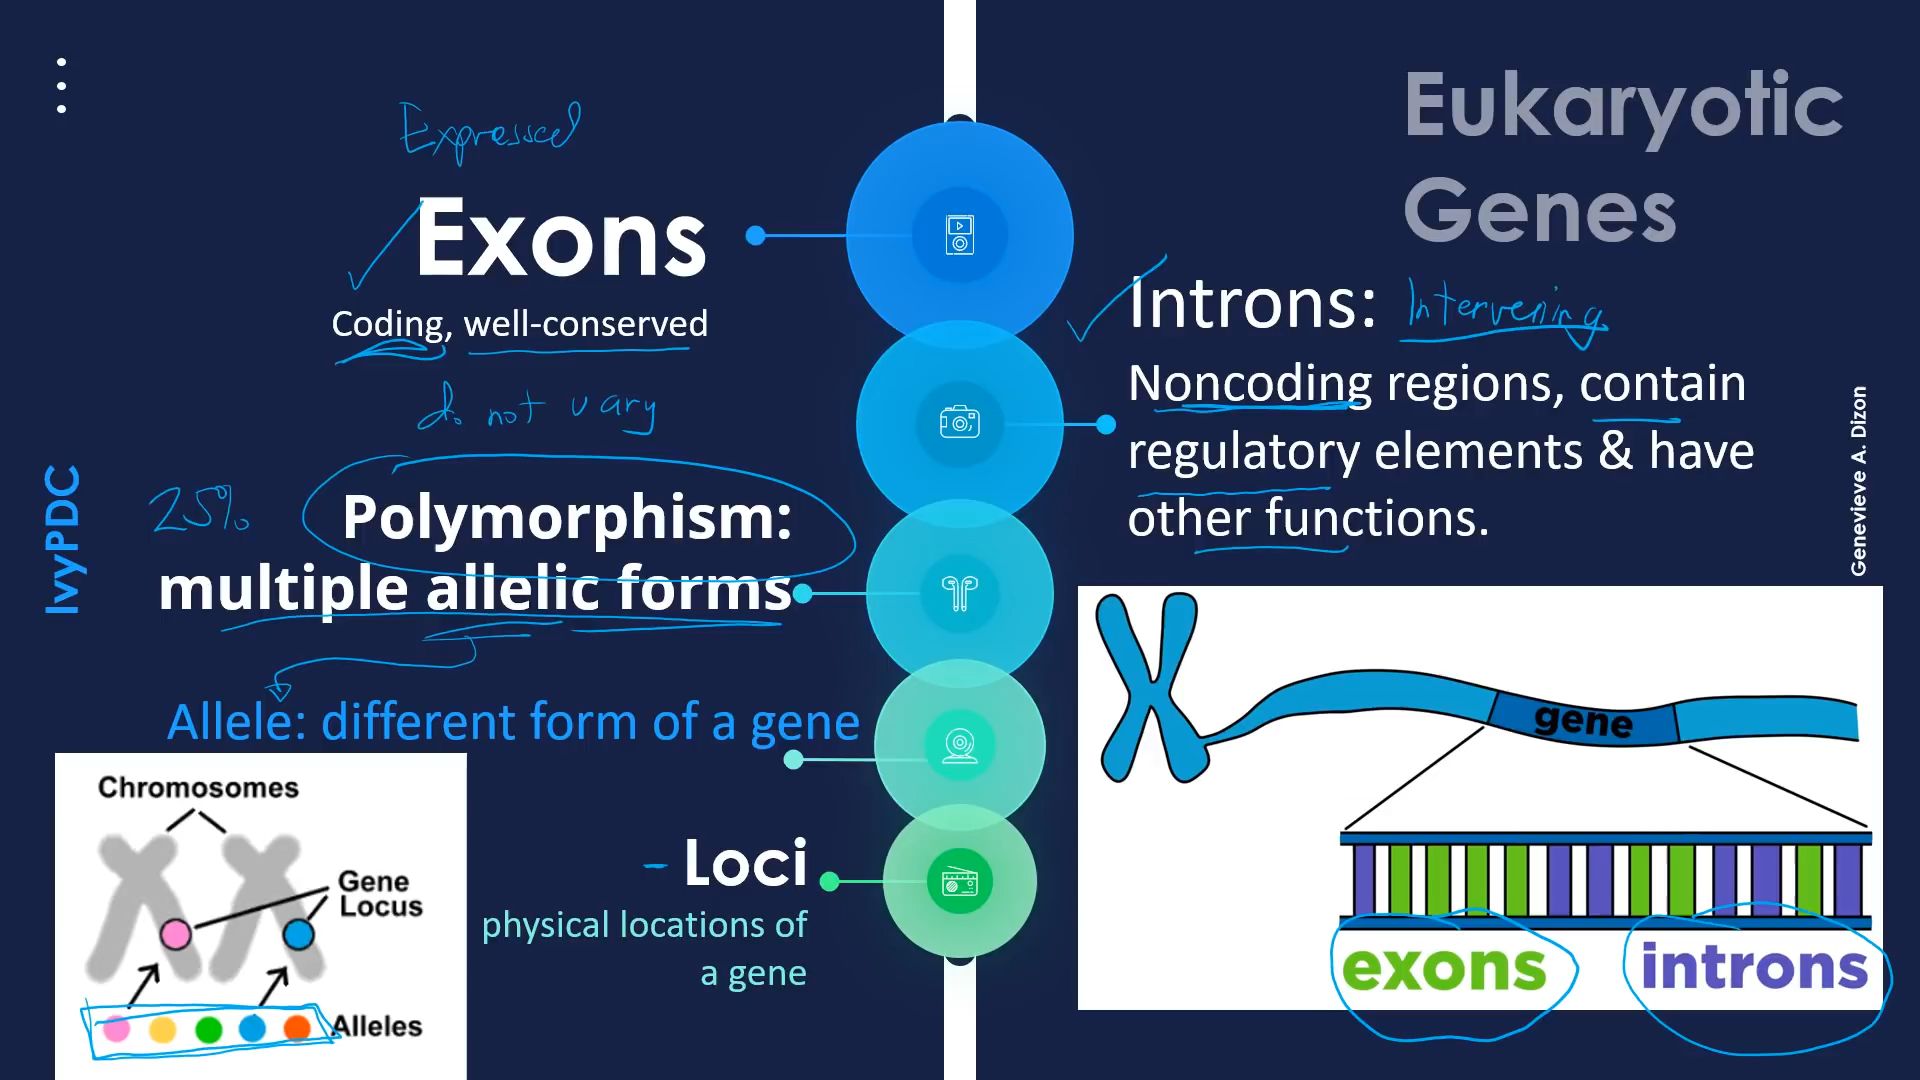 Eukaryotic
Genes
Expressed
Exons
Coding, well-conserved
do not vary
Introns: Intervening
Noncoding regions, contain
regulatory elements & have
other functions.
25%
Polymorphism:
multiple allelic forms
Allele: different form of a gene
- Loci
physical locations of
a gene
IvyPDC
Genevieve A. Dizon
Chromosomes
Gene
Locus
Alleles
gene
exons
introns